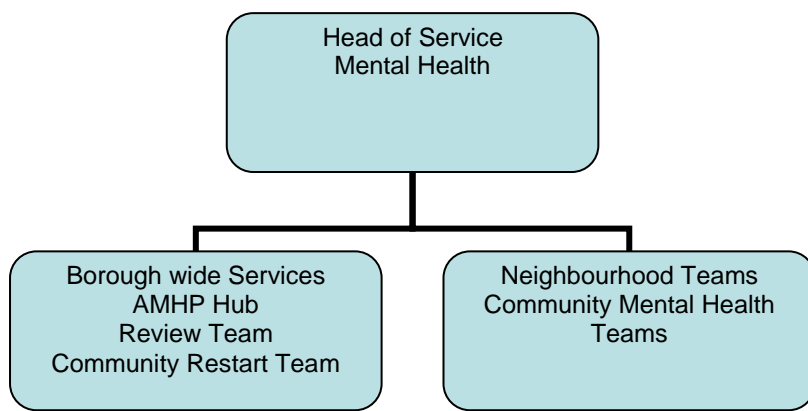 Head of Service
Mental Health
Borough wide Services
AMHP Hub
Review Team
Community Restart Team
Neighbourhood Teams
Community Mental Health
Teams